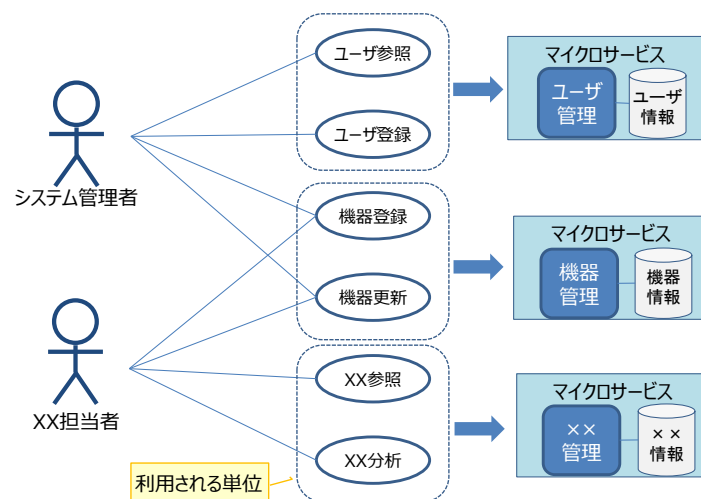 システム管理者
XX担当者
ユーザ参照
ユーザ登録
機器登録
機器更新
XX参照
XX分析
利用される単位
マイクロサービス
ユーザ
管理
ユーザ
情報
マイクロサービス
機器
管理
機器
情報
マイクロサービス
××
管理
××
情報